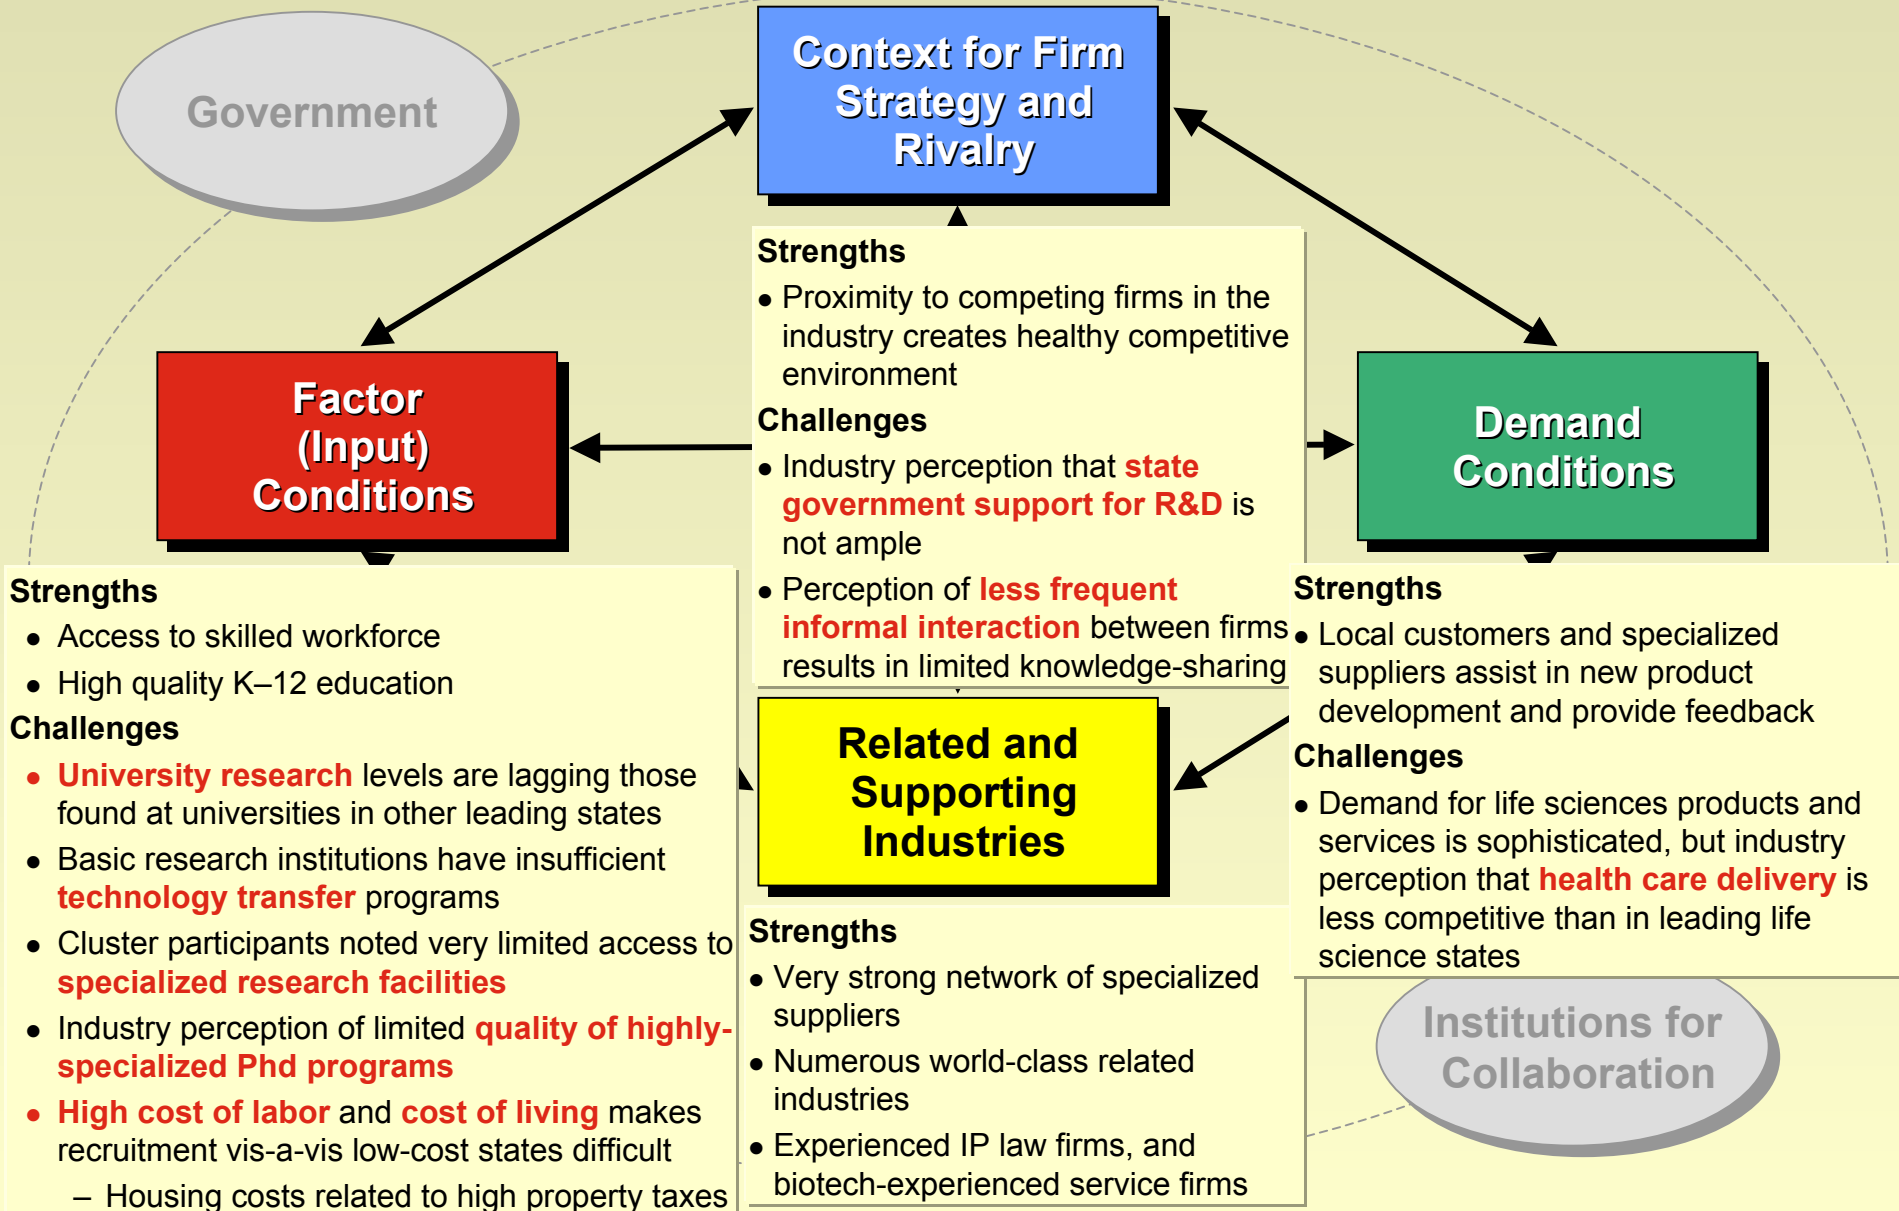 Government
Context for Firm
Strategy and
Rivalry
Factor
(Input)
Conditions
Demand
Conditions
Strengths
• Proximity to competing firms in the
industry creates healthy competitive
environment
Challenges
• Industry perception that state
government support for R&D is
not ample
• Perception of less frequent
informal interaction between firms
results in limited knowledge-sharing
Strengths
• Access to skilled workforce
• High quality K–12 education
Challenges
• University research levels are lagging those
found at universities in other leading states
• Basic research institutions have insufficient
technology transfer programs
• Cluster participants noted very limited access to
specialized research facilities
• Industry perception of limited quality of highly-
specialized Phd programs
• High cost of labor and cost of living makes
recruitment vis-a-vis low-cost states difficult
– Housing costs related to high property taxes
Related and
Supporting
Industries
Strengths
• Very strong network of specialized
suppliers
• Numerous world-class related
industries
• Experienced IP law firms, and
biotech-experienced service firms
Strengths
• Local customers and specialized
suppliers assist in new product
development and provide feedback
Challenges
• Demand for life sciences products and
services is sophisticated, but industry
perception that health care delivery is
less competitive than in leading life
science states
Institutions for
Collaboration